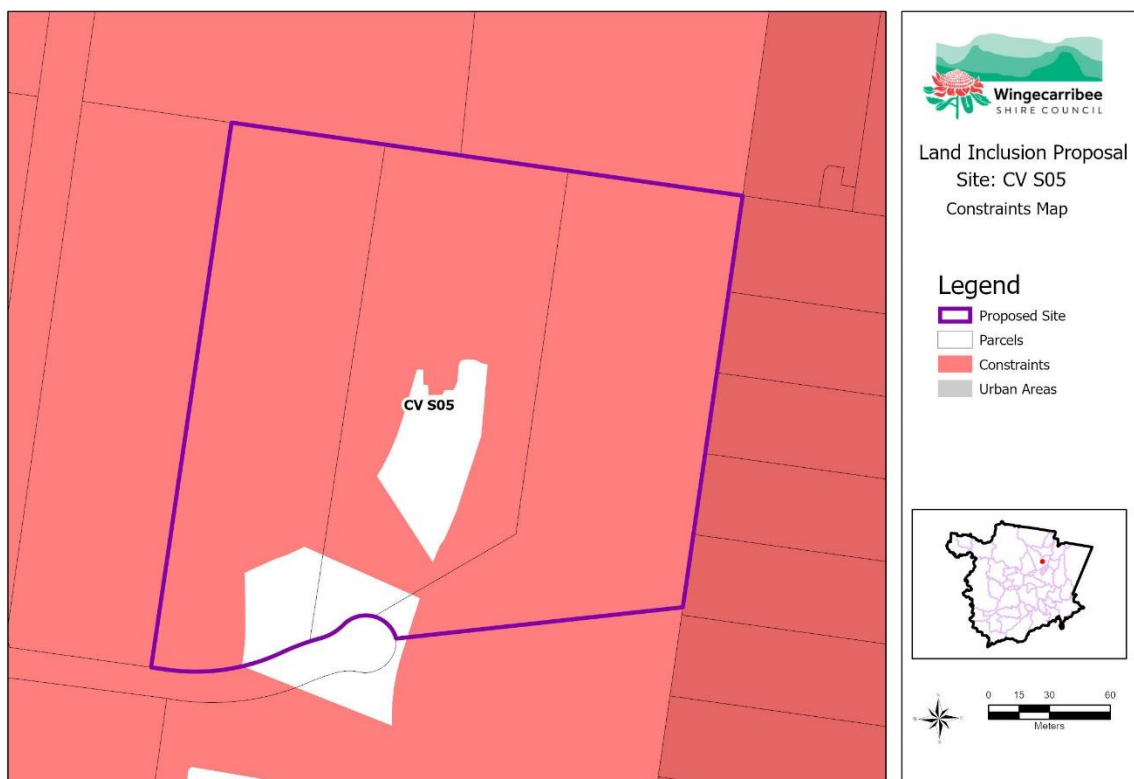 CV S05
Wingecarribee
SHIRE COUNCIL
Land Inclusion Proposal
Site: CV S05
Constraints Map
Legend
Proposed Site
Parcels
Constraints
Urban Areas
0 15 30 60
Meters